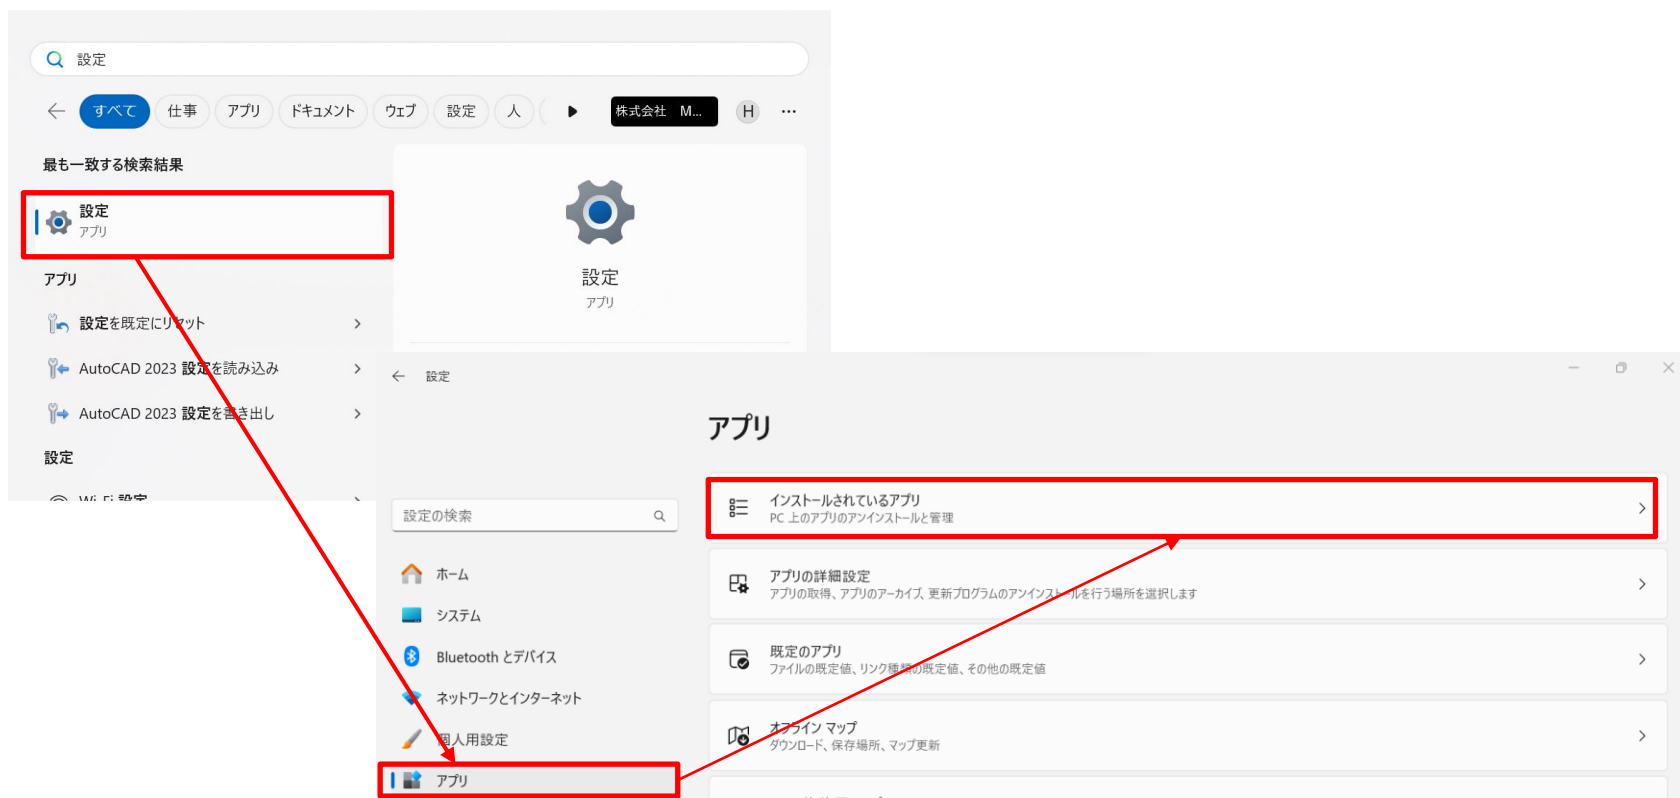 設定
すべて 仕事 アプリ ドキュメント ウェブ 設定 人 株式会社 M... H ...
最も一致する検索結果
設定
アプリ
設定
アプリ
アプリ
設定を既定にリセット
AutoCAD 2023 設定を読み込み
AutoCAD 2023 設定を書き出し
設定
Wi-Fi 設定
設定
アプリ
設定の検索
ホーム
システム
Bluetooth とデバイス
ネットワークとインターネット
個人用設定
アプリ
インストールされているアプリ
PC 上のアプリのアンインストールと管理
アプリの詳細設定
アプリの取得、アプリのアーカイブ、更新プログラムのアンインストールを行う場所を選択します
既定のアプリ
ファイルの既定値、リンク種類の既定値、その他の既定値
オフライン マップ
ダウンロード、保存場所、マップ更新